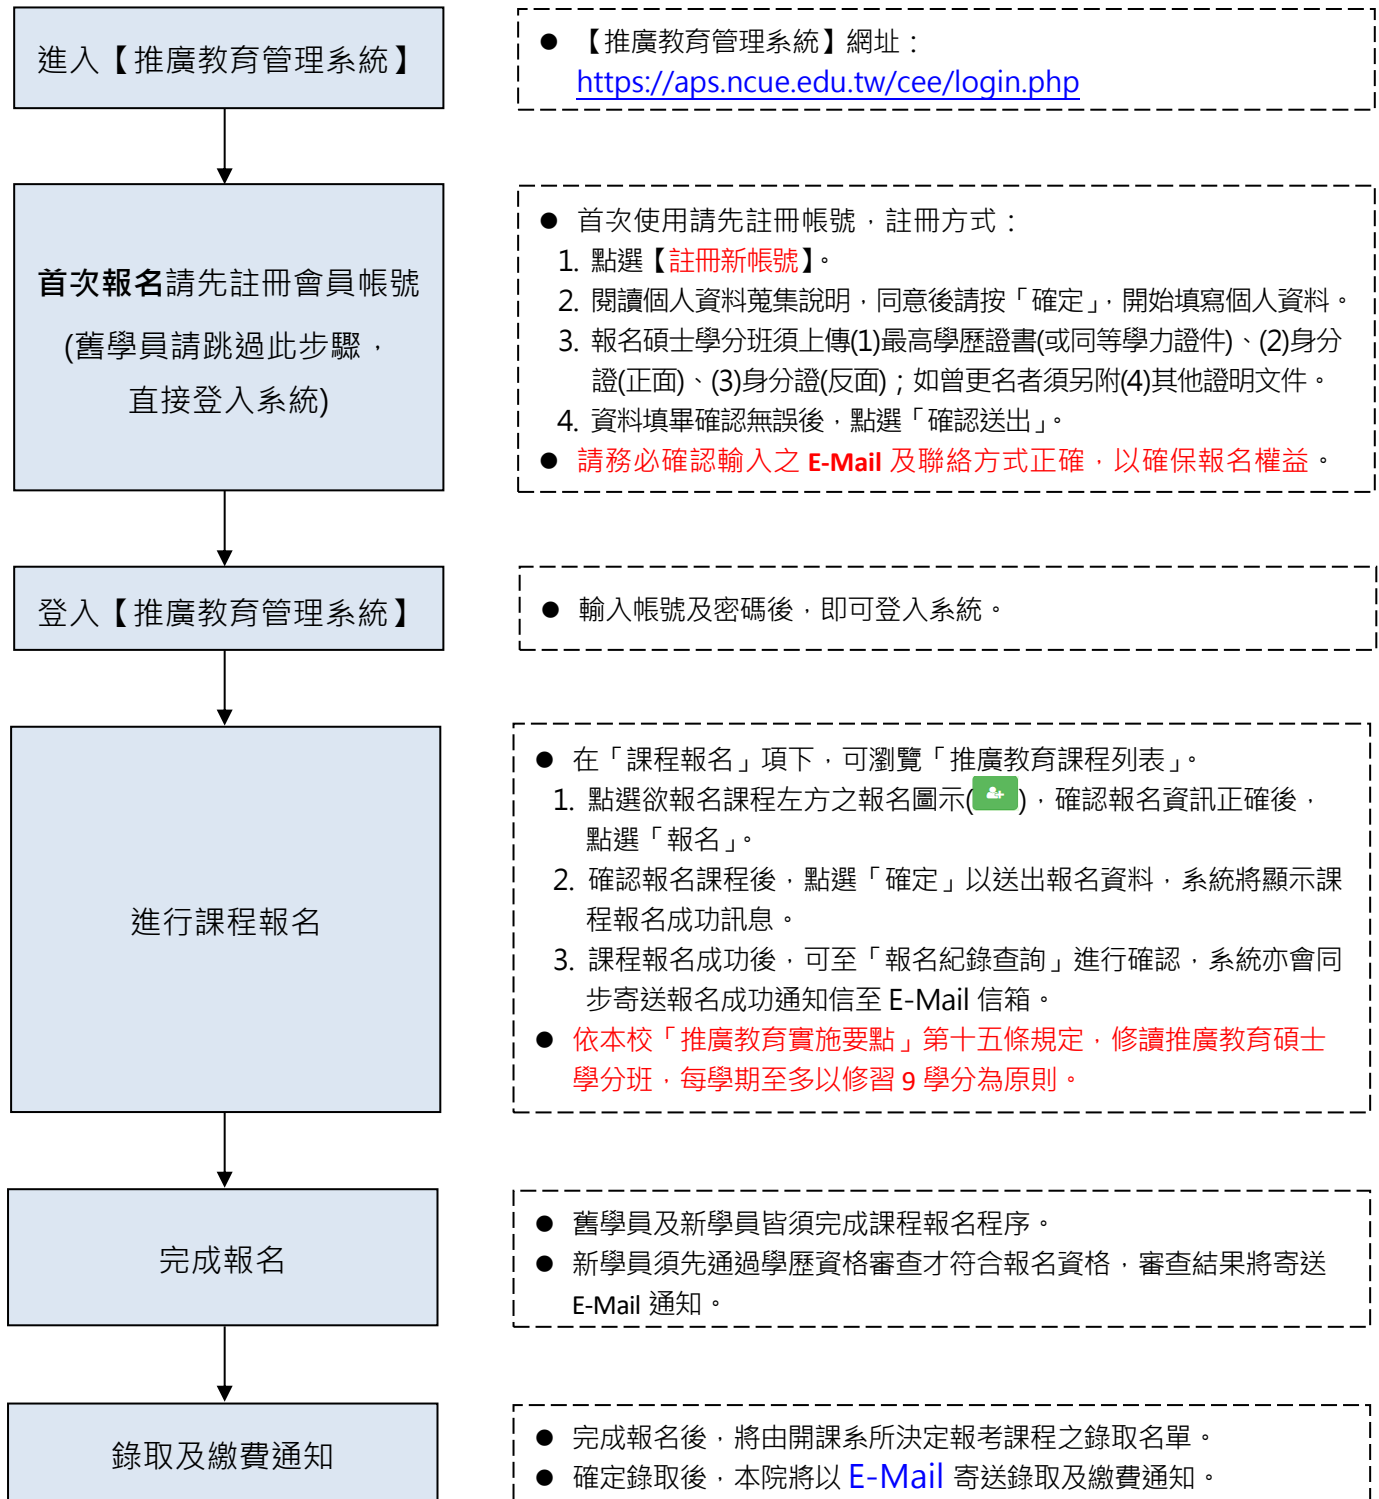 進入【推廣教育管理系統】
● 【推廣教育管理系統】網址：
https://aps.ncue.edu.tw/cee/login.php
首次報名請先註冊會員帳號
(舊學員請跳過此步驟，
直接登入系統)
● 首次使用請先註冊帳號，註冊方式：
1. 點選【註冊新帳號】。
2. 閱讀個人資料蒐集說明，同意後請按「確定」，開始填寫個人資料。
3. 報名碩士學分班須上傳(1)最高學歷證書(或同等學力證件)、(2)身分
證(正面)、(3)身分證(反面)；如曾更名者須另附(4)其他證明文件。
4. 資料填畢確認無誤後，點選「確認送出」。
● 請務必確認輸入之 E-Mail 及聯絡方式正確，以確保報名權益。
登入【推廣教育管理系統】
● 輸入帳號及密碼後，即可登入系統。
進行課程報名
● 在「課程報名」項下，可瀏覽「推廣教育課程列表」。
1. 點選欲報名課程左方之報名圖示( )，確認報名資訊正確後，
點選「報名」。
2. 確認報名課程後，點選「確定」以送出報名資料，系統將顯示課
程報名成功訊息。
3. 課程報名成功後，可至「報名紀錄查詢」進行確認，系統亦會同
步寄送報名成功通知信至 E-Mail 信箱。
● 依本校「推廣教育實施要點」第十五條規定，修讀推廣教育碩士
學分班，每學期至多以修習 9 學分為原則。
完成報名
● 舊學員及新學員皆須完成課程報名程序。
● 新學員須先通過學歷資格審查才符合報名資格，審查結果將寄送
E-Mail 通知。
錄取及繳費通知
● 完成報名後，將由開課系所決定報考課程之錄取名單。
● 確定錄取後，本院將以 E-Mail 寄送錄取及繳費通知。